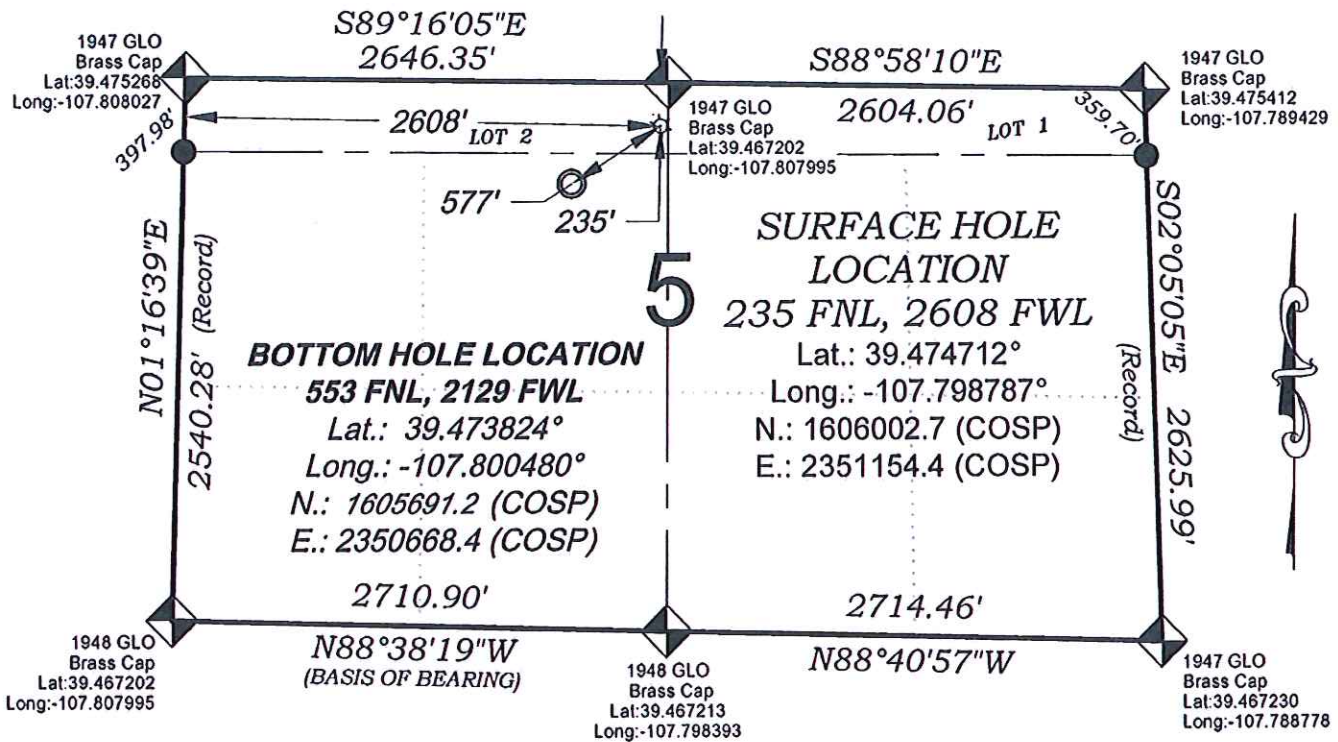 S89°16'05"E
2646.35'
S88°58'10"E
2604.06'
1947 GLO
Brass Cap
Lat:39.475268
Long:-107.808027
1947 GLO
Brass Cap
Lat:39.467202
Long:-107.807995
1947 GLO
Brass Cap
Lat:39.475412
Long:-107.789429
397.98'
2608'
LOT 2
LOT 1
359.70'
577'
235'
5
N01°16'39"E
2540.28' (Record)
S02°05'05"E 2625.99'
(Record)
SURFACE HOLE
LOCATION
235 FNL, 2608 FWL
Lat.: 39.474712°
Long.: -107.798787°
N.: 1606002.7 (COSP)
E.: 2351154.4 (COSP)
BOTTOM HOLE LOCATION
553 FNL, 2129 FWL
Lat.: 39.473824°
Long.: -107.800480°
N.: 1605691.2 (COSP)
E.: 2350668.4 (COSP)
2710.90'
N88°38'19"W
(BASIS OF BEARING)
2714.46'
N88°40'57"W
1948 GLO
Brass Cap
Lat:39.467202
Long:-107.807995
1948 GLO
Brass Cap
Lat:39.467213
Long:-107.798393
1947 GLO
Brass Cap
Lat:39.467230
Long:-107.788778